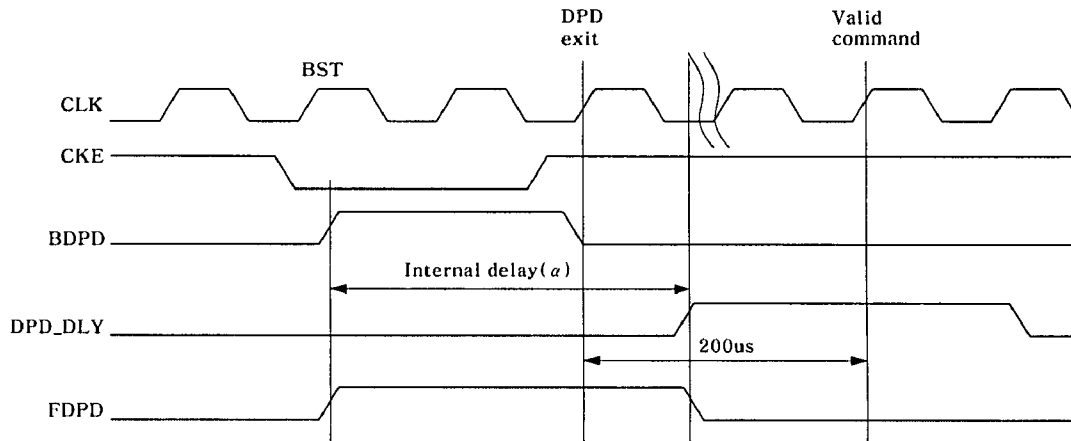 DPD
exit
Valid
command
BST
CLK
CKE
BDPD
Internal delay(α)
DPD_DLY
200us
FDPD